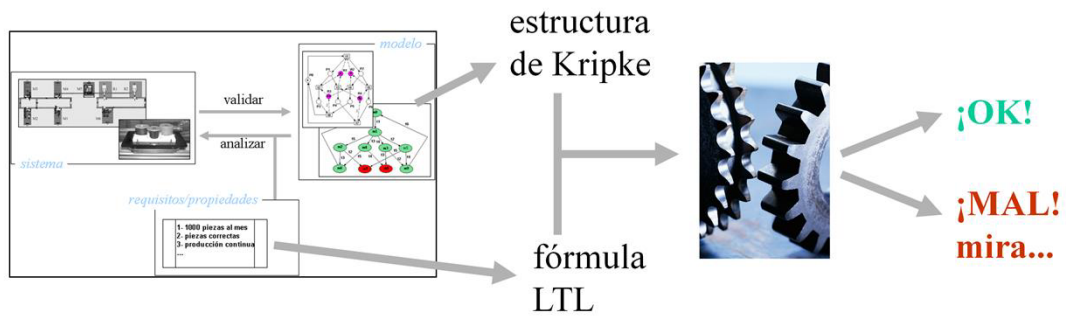 estructura
de Kripke
modelo
validar
analizar
sistema
requisitos/propiedades
1- 1000 piezas al mes
2- piezas correctas
3- producción continua
...
fórmula
LTL
¡OK!
¡MAL!
mira...